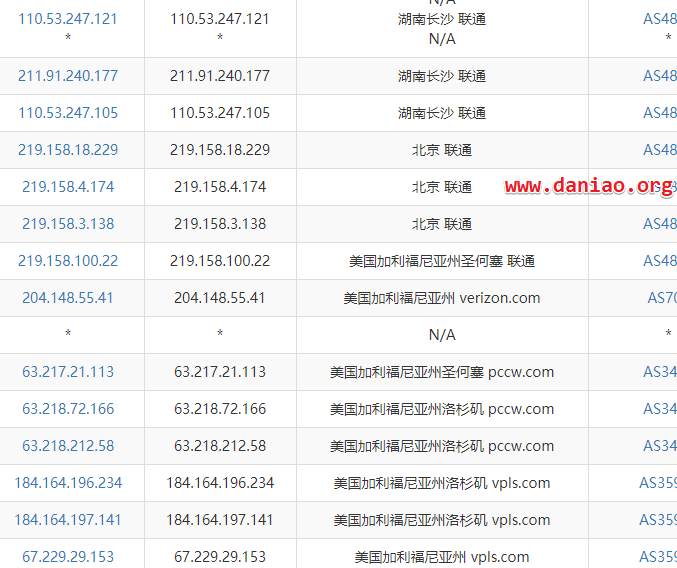 N/A
110.53.247.121 110.53.247.121 湖南长沙 联通 AS48
* * N/A *
211.91.240.177 211.91.240.177 湖南长沙 联通 AS48
110.53.247.105 110.53.247.105 湖南长沙 联通 AS48
219.158.18.229 219.158.18.229 北京 联通 AS48
219.158.4.174 219.158.4.174 北京 联通
www.daniao.org
219.158.3.138 219.158.3.138 北京 联通 AS48
219.158.100.22 219.158.100.22 美国加利福尼亚州圣何塞 联通 AS48
204.148.55.41 204.148.55.41 美国加利福尼亚州 verizon.com AS70
* * N/A *
63.217.21.113 63.217.21.113 美国加利福尼亚州圣何塞 pccw.com AS34
63.218.72.166 63.218.72.166 美国加利福尼亚州洛杉矶 pccw.com AS34
63.218.212.58 63.218.212.58 美国加利福尼亚州洛杉矶 pccw.com AS34
184.164.196.234 184.164.196.234 美国加利福尼亚州洛杉矶 vpls.com AS359
184.164.197.141 184.164.197.141 美国加利福尼亚州洛杉矶 vpls.com AS359
67.229.29.153 67.229.29.153 美国加利福尼亚州 vpls.com AS359